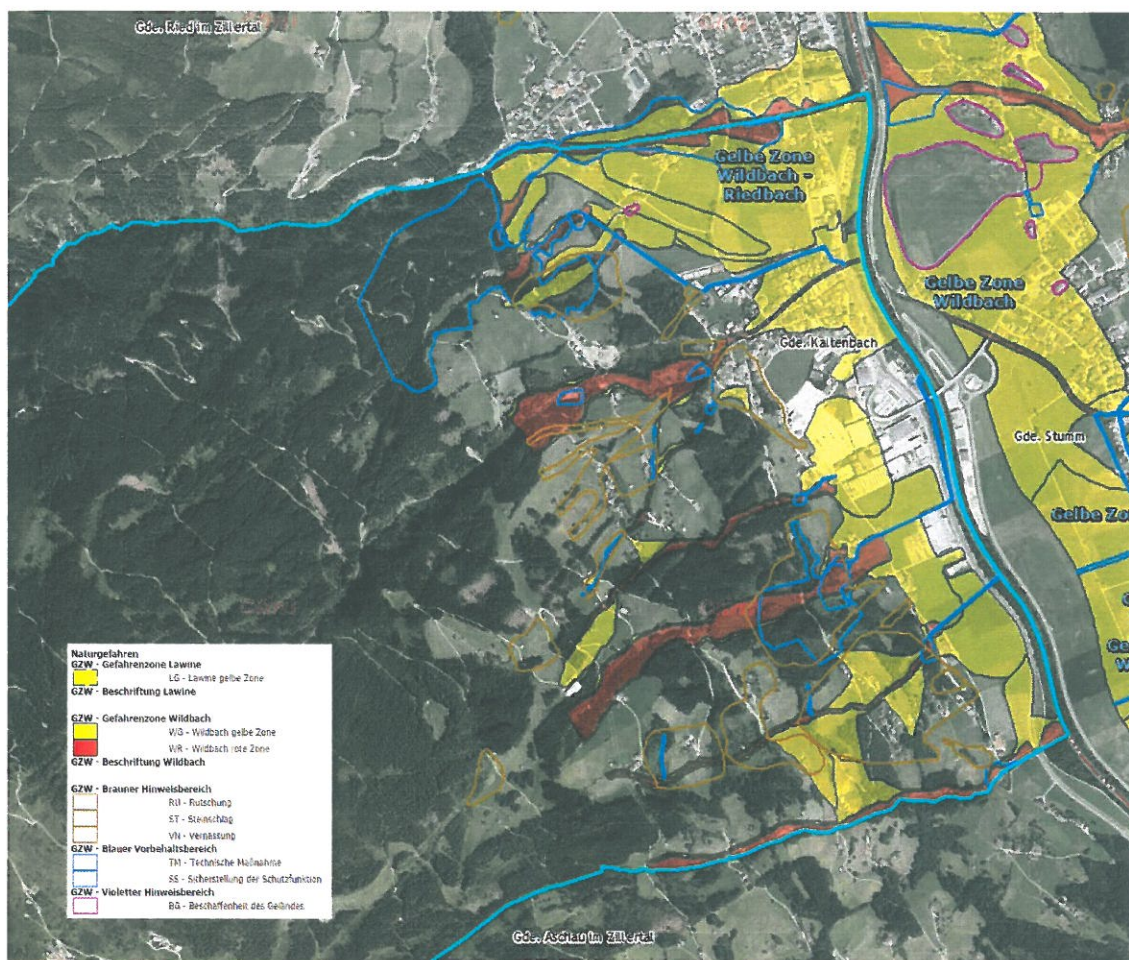 Gde. Ried im Zillertal
Gelbe Zone
Wildbach -
Riedbach
Gelbe Zone
Wildbach
Gde. Kaltenbach
Gde. Stumm
Gelbe Zo
Ge
W
Naturgefahren
GZW - Gefahrenzone Lawine
LG - Lawine gelbe Zone
GZW - Beschriftung Lawine
GZW - Gefahrenzone Wildbach
WG - Wildbach gelbe Zone
WR - Wildbach rote Zone
GZW - Beschriftung Wildbach
GZW - Brauner Hinweisbereich
RU - Rutschung
ST - Steinschlag
VN - Vernässung
GZW - Blauer Vorbehaltsbereich
TM - Technische Maßnahme
SS - Sicherstellung der Schutzfunktion
GZW - Violetter Hinweisbereich
BG - Beschaffenheit des Geländes
Gde. Aschau im Zillertal